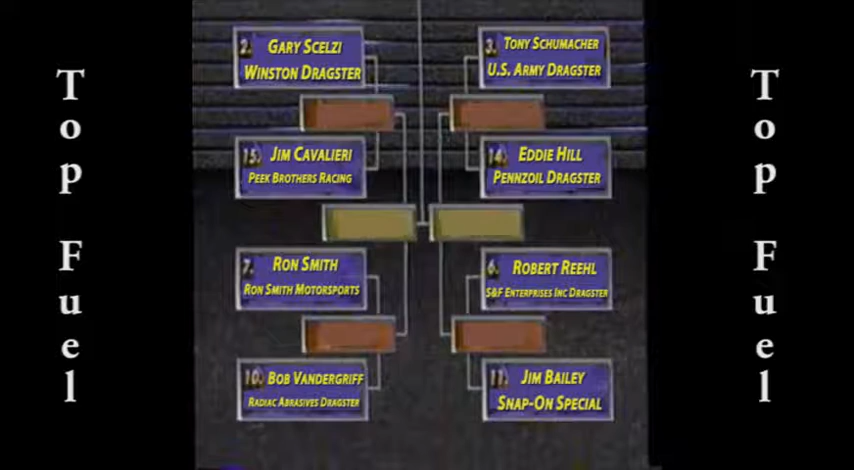 Top Fuel
2. Gary Scelzi
Winston Dragster
3. Tony Schumacher
U.S. Army Dragster
15. Jim Cavalieri
Peek Brothers Racing
14. Eddie Hill
Pennzoil Dragster
7. Ron Smith
Ron Smith Motorsports
6. Robert Reehl
S&F Enterprises Inc Dragster
10. Bob Vandergriff
Radiac Abrasives Dragster
11. Jim Bailey
Snap-On Special
Top Fuel